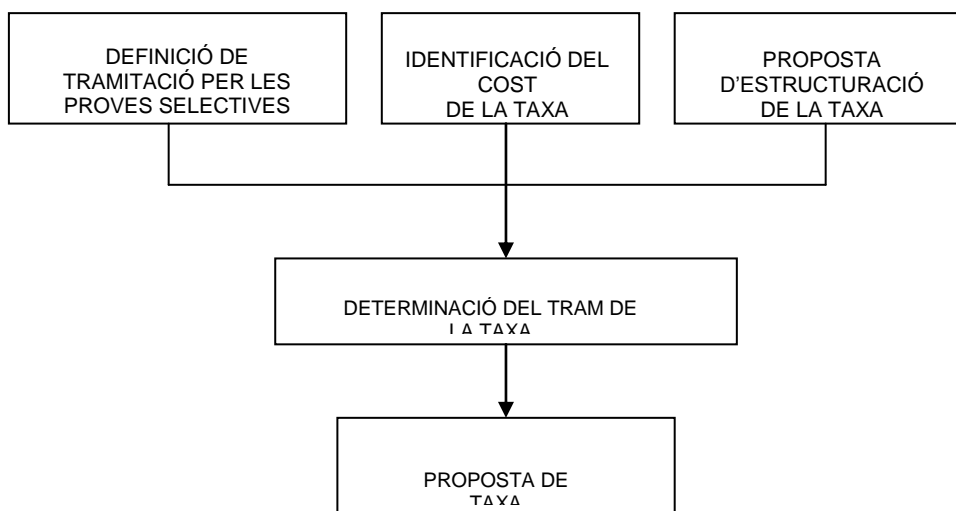 DEFINICIÓ DE
TRAMITACIÓ PER LES
PROVES SELECTIVES
IDENTIFICACIÓ DEL
COST
DE LA TAXA
PROPOSTA
D'ESTRUCTURACIÓ
DE LA TAXA
DETERMINACIÓ DEL TRAM DE
LA TAXA
PROPOSTA DE
TAXA